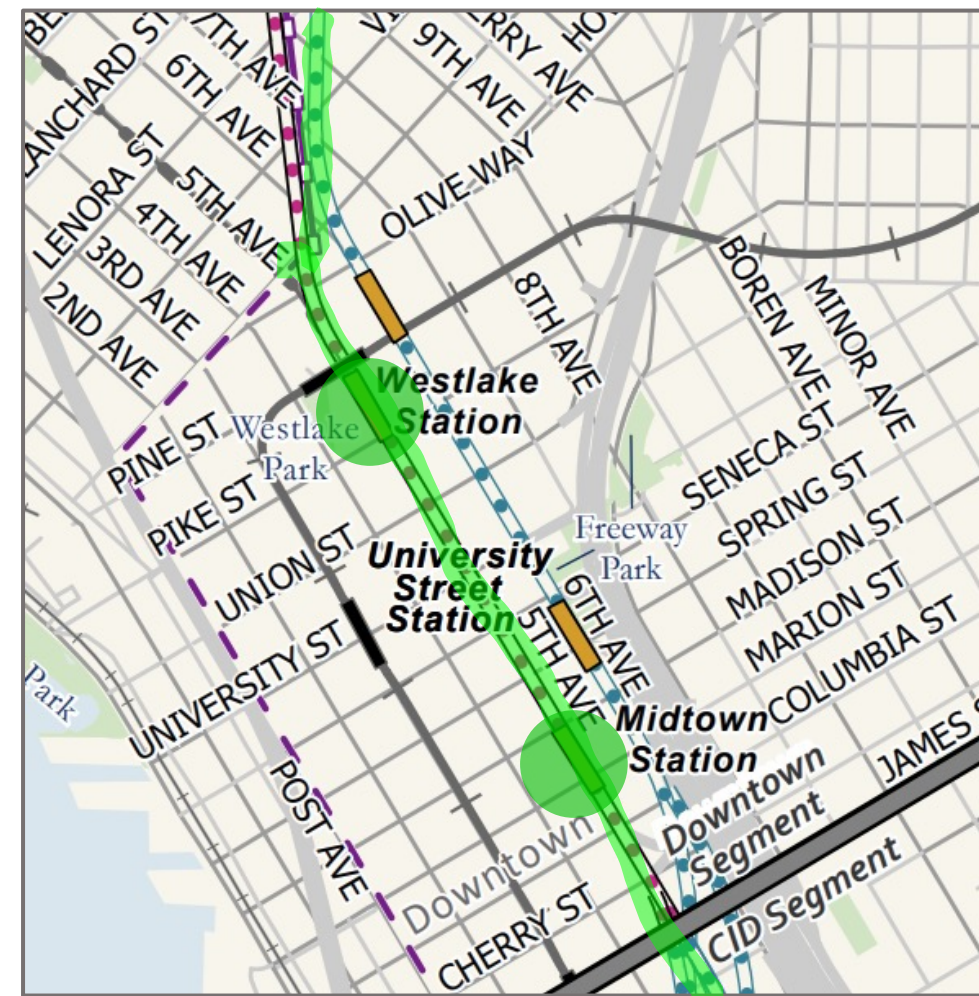 7TH AVE
9TH AVE
6TH AVE
LENORA ST
5TH AVE
OLIVE WAY
4TH AVE
3RD AVE
2ND AVE
8TH AVE
BOREN AVE
MINOR AVE
Westlake
Station
Westlake
Park
PINE ST
PIKE ST
SENECA ST
SPRING ST
Freeway
Park
MADISON ST
UNION ST
University
Street
Station
6TH AVE
5TH AVE
MARION ST
COLUMBIA ST
UNIVERSITY ST
Park
Midtown
Station
JAMES S
POST AVE
Downtown
Segment
Downtown
CID Segment
CHERRY ST